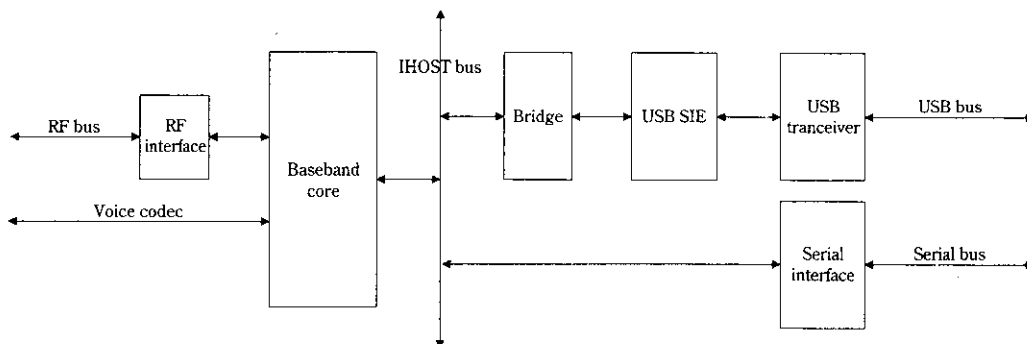 IHOST bus
RF bus
RF
interface
Baseband
core
Voice codec
Bridge
USB SIE
USB
tranceiver
USB bus
Serial
interface
Serial bus